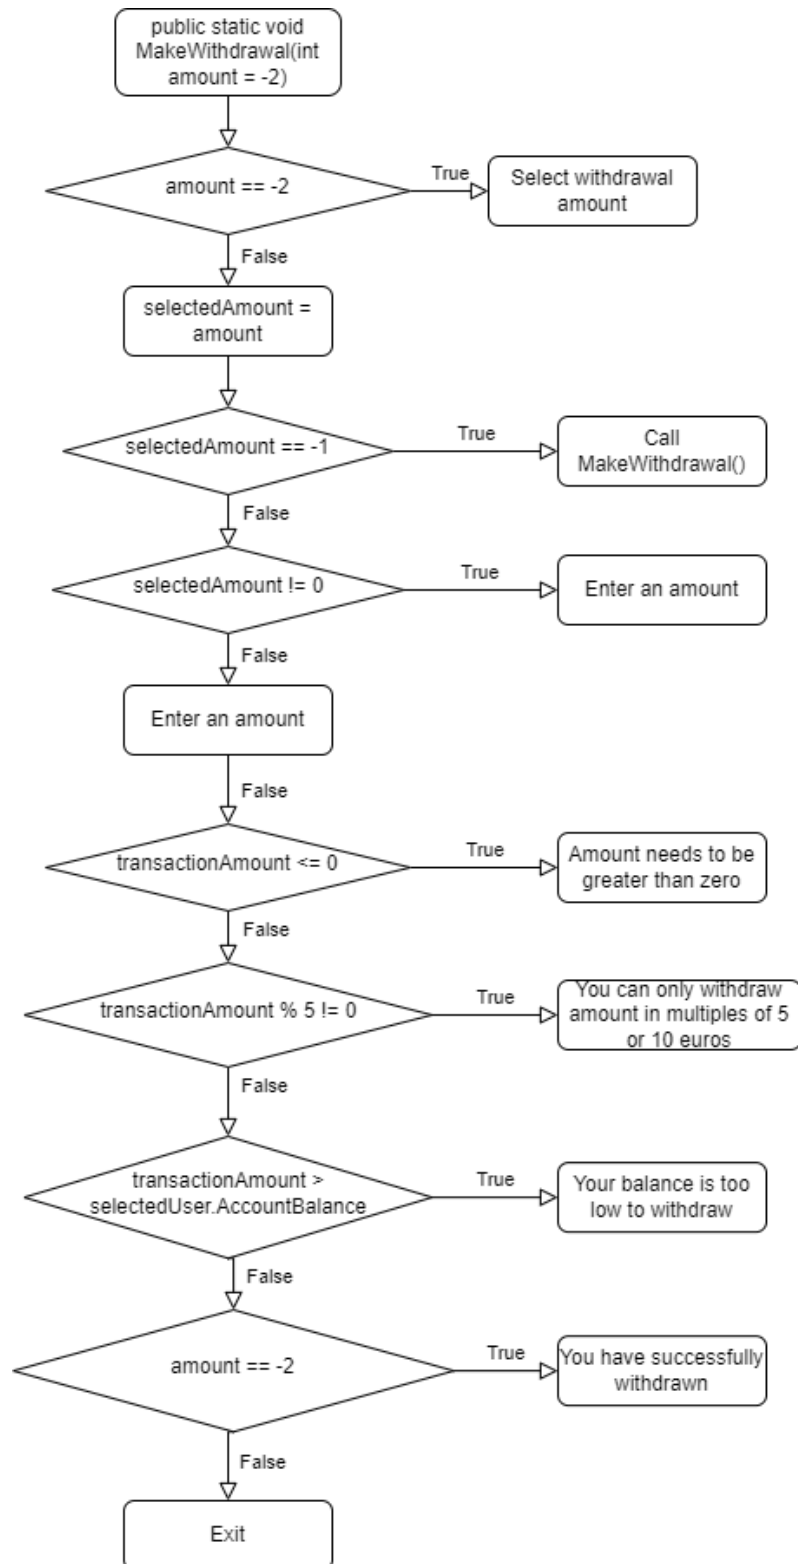 public static void
MakeWithdrawal(int
amount = -2)
amount == -2
True
Select withdrawal
amount
False
selectedAmount =
amount
selectedAmount == -1
True
Call
MakeWithdrawal()
False
selectedAmount != 0
True
Enter an amount
False
Enter an amount
False
transactionAmount <= 0
True
Amount needs to be
greater than zero
False
transactionAmount % 5 != 0
True
You can only withdraw
amount in multiples of 5
or 10 euros
False
transactionAmount >
selectedUser.AccountBalance
True
Your balance is too
low to withdraw
False
amount == -2
True
You have successfully
withdrawn
False
Exit